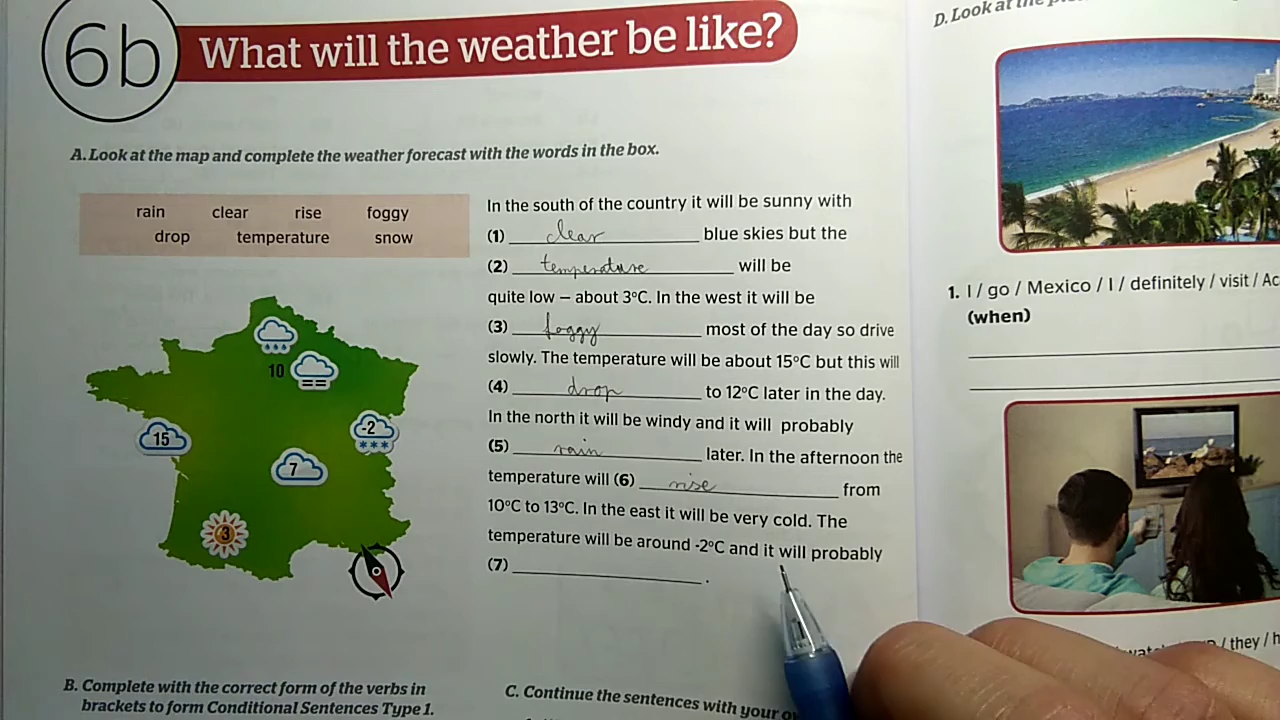 6b What will the weather be like?
A. Look at the map and complete the weather forecast with the words in the box.
rain clear rise foggy
drop temperature snow
10
15
-2
7
3
In the south of the country it will be sunny with
(1) clear blue skies but the
(2) temperature will be
quite low – about 3ºC. In the west it will be
(3) foggy most of the day so drive
slowly. The temperature will be about 15ºC but this will
(4) drop to 12ºC later in the day.
In the north it will be windy and it will probably
(5) rain later. In the afternoon the
temperature will (6) rise from
10ºC to 13ºC. In the east it will be very cold. The
temperature will be around -2ºC and it will probably
(7) .
B. Complete with the correct form of the verbs in
brackets to form Conditional Sentences Type 1.
C. Continue the sentences with your
D. Look at the
1. I / go / Mexico / I / definitely / visit / Ac
(when)
/ they / h